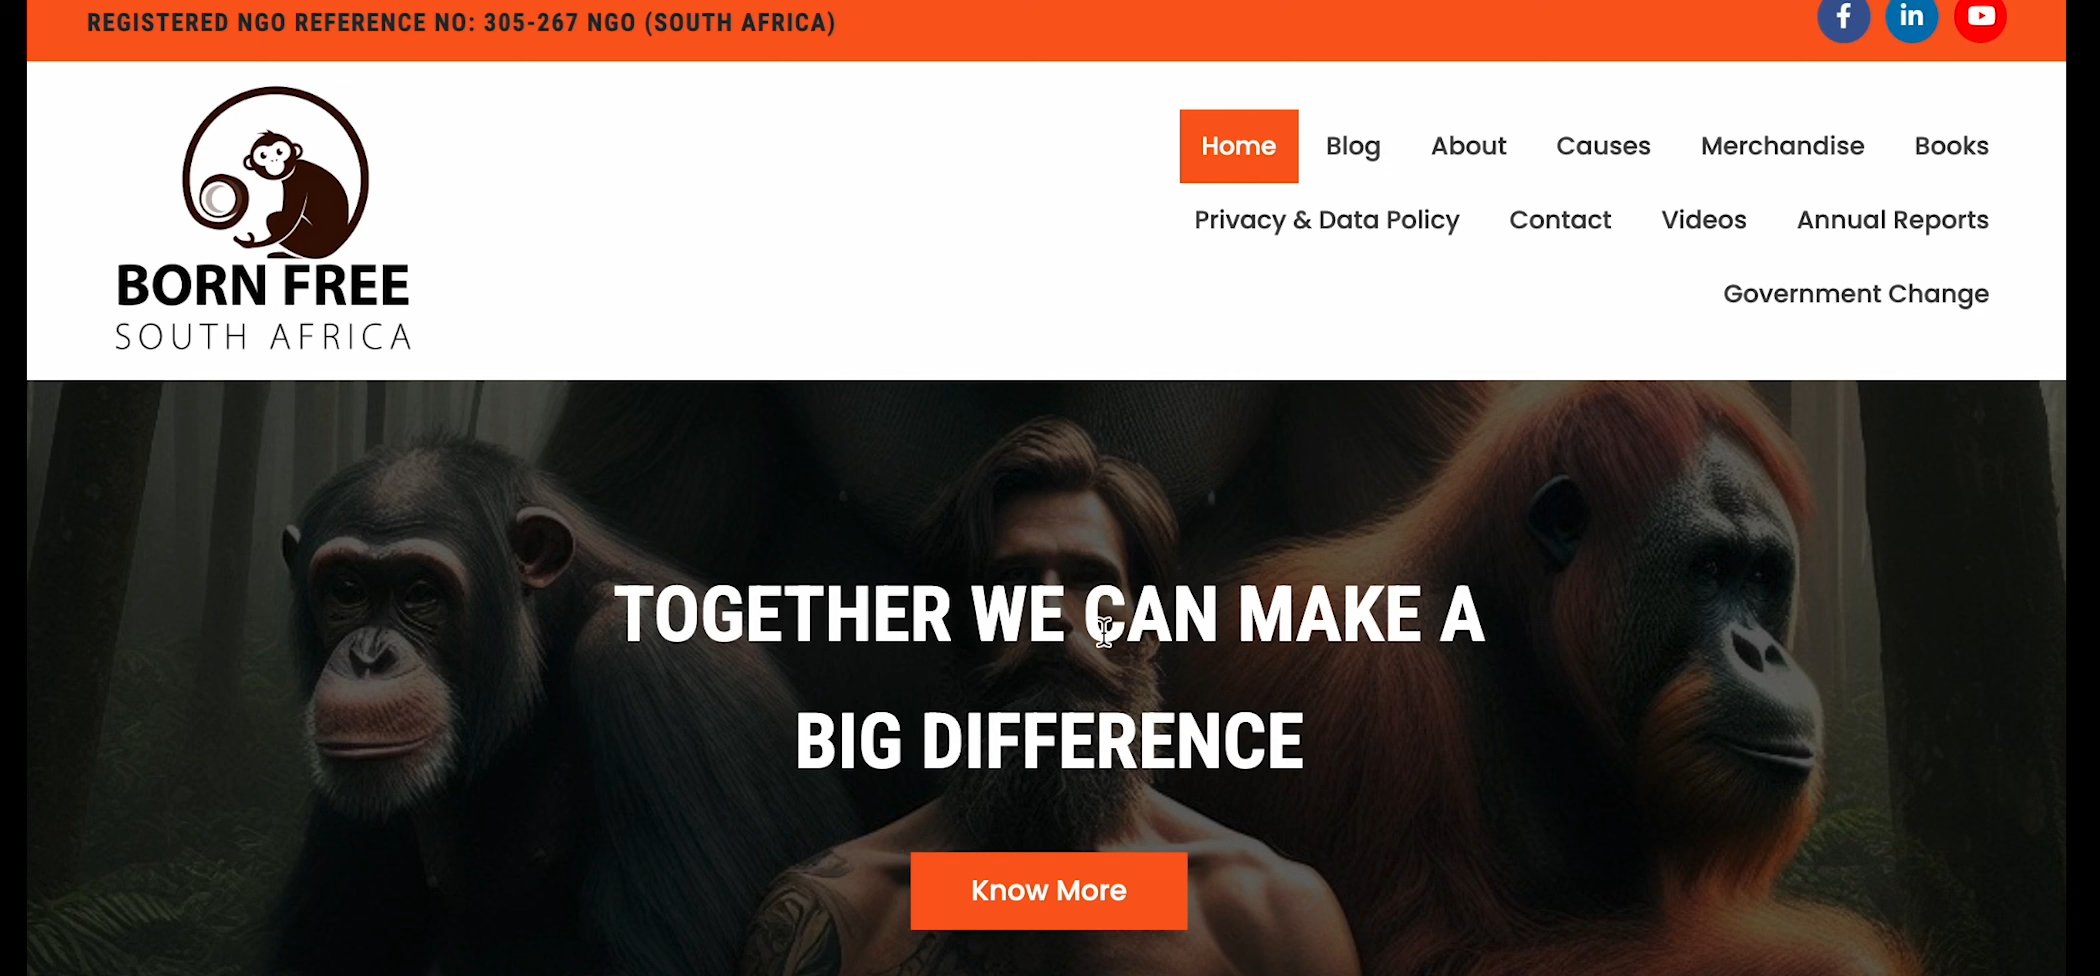 REGISTERED NGO REFERENCE NO: 305-267 NGO (SOUTH AFRICA)
BORN FREE
SOUTH AFRICA
Home Blog About Causes Merchandise Books
Privacy & Data Policy Contact Videos Annual Reports
Government Change
TOGETHER WE CAN MAKE A
BIG DIFFERENCE
Know More